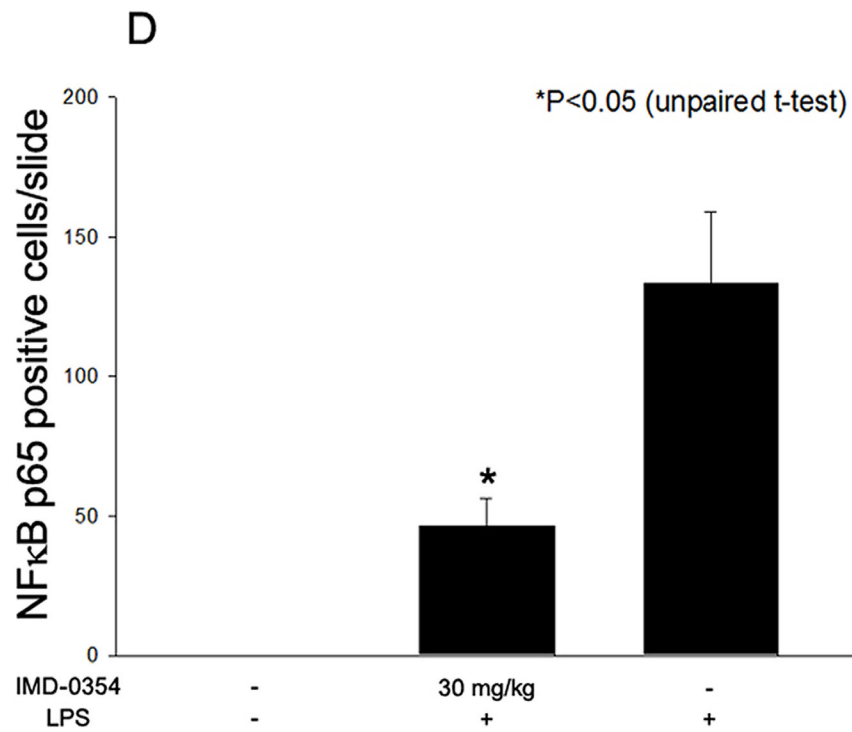 D
*P<0.05 (unpaired t-test)
NFκB p65 positive cells/slide
200
150
100
50
0
*
IMD-0354 - 30 mg/kg -
LPS - + +